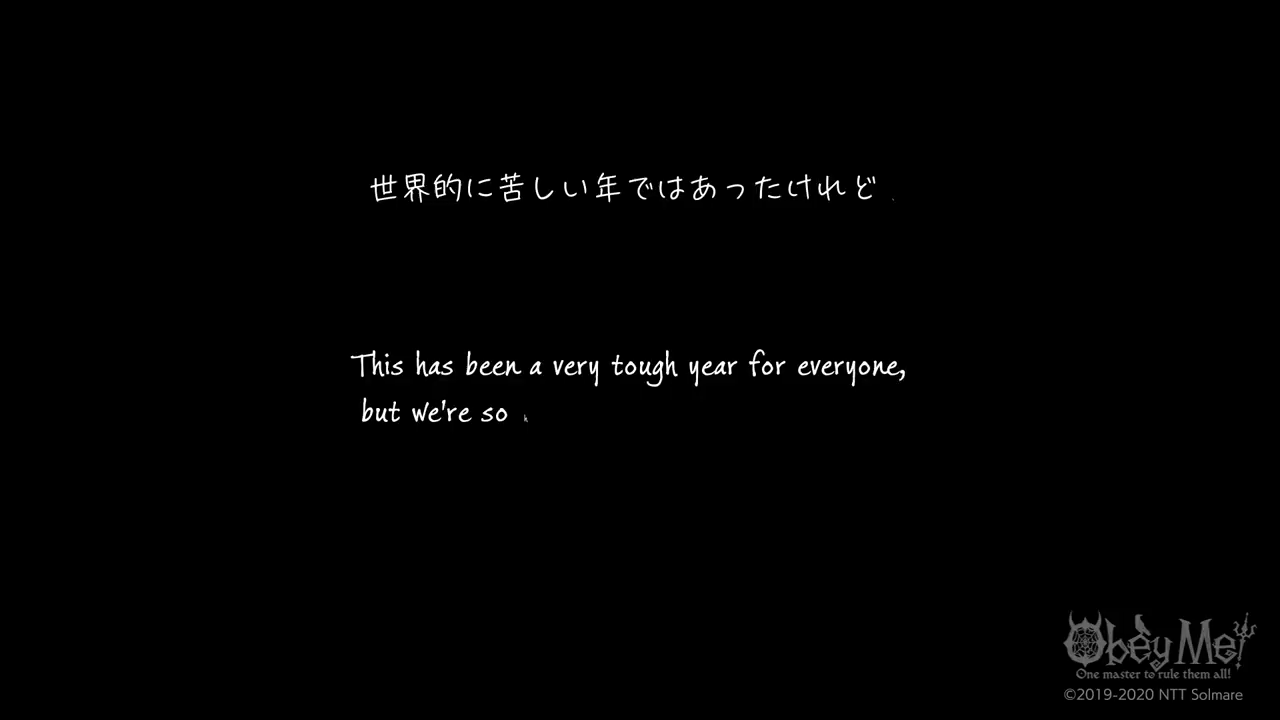 世界的に苦しい年ではあったけれど
This has been a very tough year for everyone,
but we're so
Obey Me!
One master to rule them all!
©2019-2020 NTT Solmare